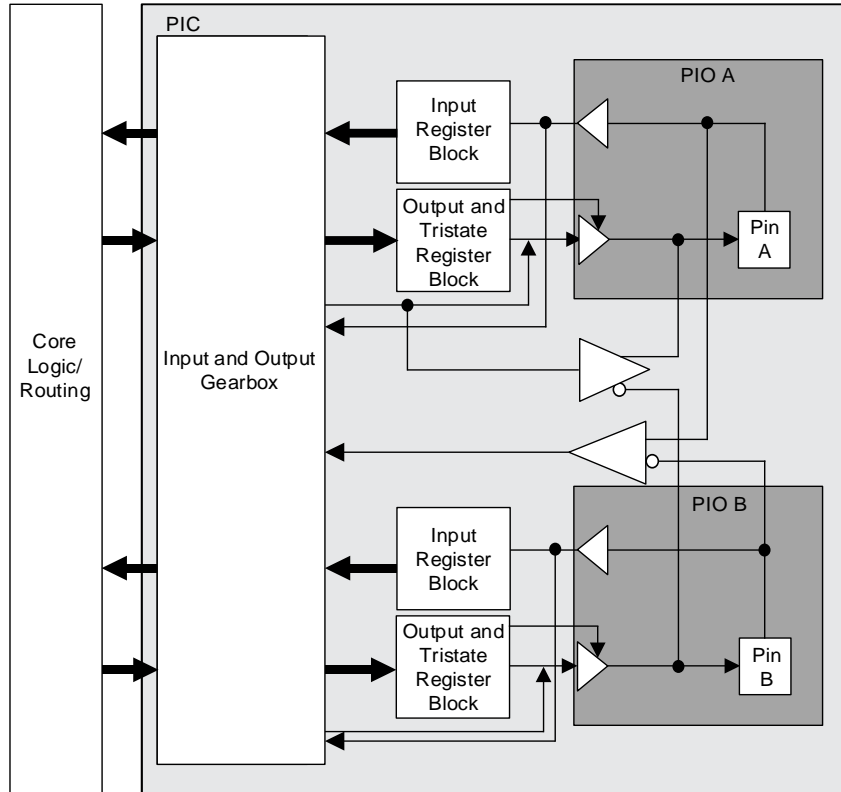 PIC
PIO A
Input
Register
Block
Output and
Tristate
Register
Block
Pin
A
Core
Logic/
Routing
Input and Output
Gearbox
PIO B
Input
Register
Block
Output and
Tristate
Register
Block
Pin
B